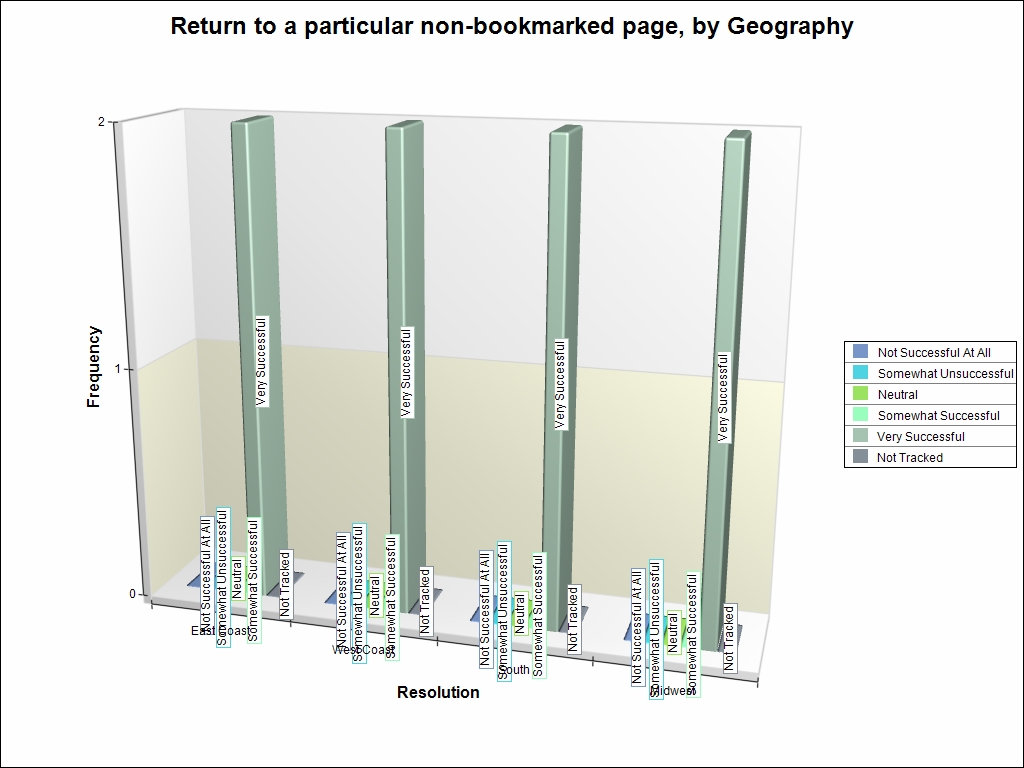 Return to a particular non-bookmarked page, by Geography
2
1
0
Frequency
Very Successful
Very Successful
Very Successful
Very Successful
Not Successful At All
Somewhat Unsuccessful
Neutral
Somewhat Successful
Not Tracked
Not Successful At All
Somewhat Unsuccessful
Neutral
Somewhat Successful
Not Tracked
Not Successful At All
Somewhat Unsuccessful
Neutral
Somewhat Successful
Not Tracked
Not Successful At All
Somewhat Unsuccessful
Neutral
Somewhat Successful
Not Tracked
East Coast
West Coast
South
Midwest
Resolution
Not Successful At All
Somewhat Unsuccessful
Neutral
Somewhat Successful
Very Successful
Not Tracked